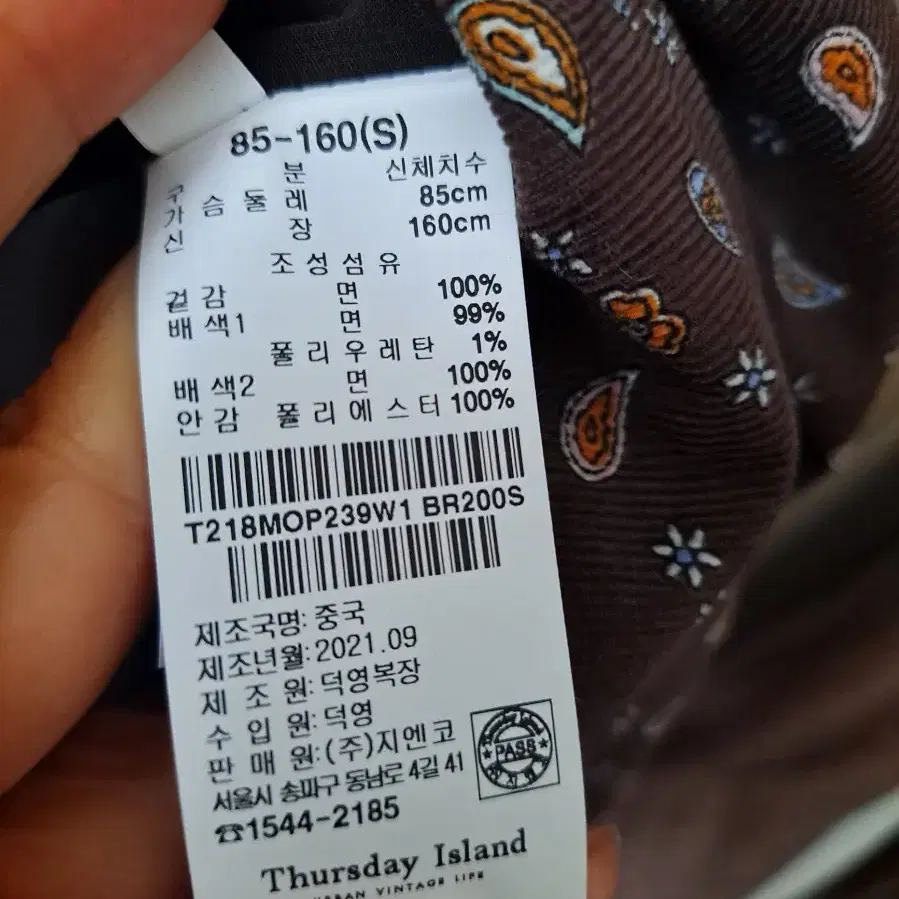 85-160(S)
구 분 신체치수
가 슴 둘 레 85cm
신 장 160cm
조 성 섬 유
겉 감 면 100%
배 색1 면 99%
폴 리 우 레 탄 1%
배 색2 면 100%
안 감 폴 리 에 스 터 100%
T218MOP239W1 BR200S
제조국명: 중국
제조년월: 2021.09
제 조 원: 덕영복장
수 입 원: 덕영
판 매 원: (주)지엔코
서울시 송파구 동남로 4길 41
☎1544-2185
PASS
Thursday Island
URBAN VINTAGE LIFE